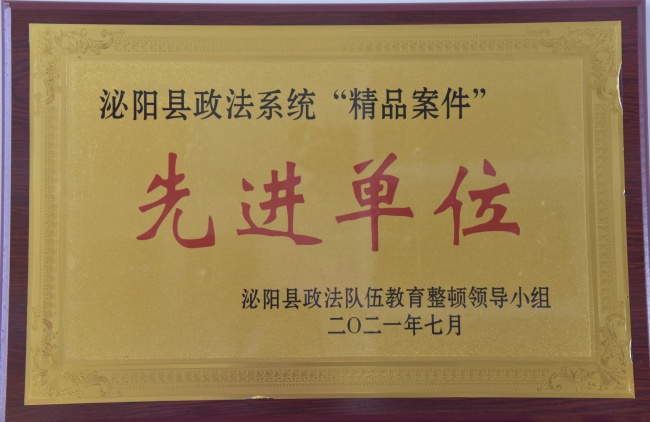 泌阳县政法系统“精品案件”
先进单位
泌阳县政法队伍教育整顿领导小组
二〇二一年七月